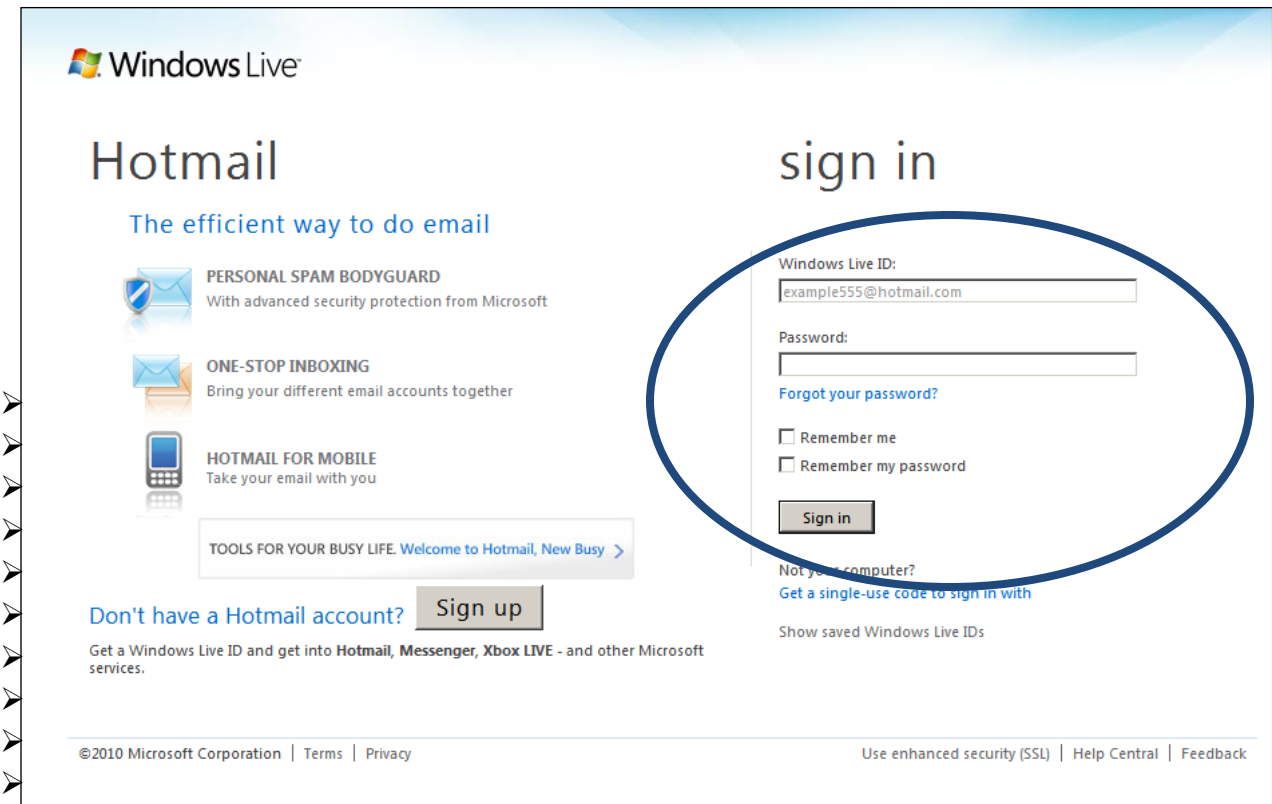 Windows Live
Hotmail
The efficient way to do email
PERSONAL SPAM BODYGUARD
With advanced security protection from Microsoft
ONE-STOP INBOXING
Bring your different email accounts together
HOTMAIL FOR MOBILE
Take your email with you
TOOLS FOR YOUR BUSY LIFE. Welcome to Hotmail, New Busy >
Don't have a Hotmail account? Sign up
Get a Windows Live ID and get into Hotmail, Messenger, Xbox LIVE - and other Microsoft
services.
sign in
Windows Live ID:
example555@hotmail.com
Password:
Forgot your password?
Remember me
Remember my password
Sign in
Not your computer?
Get a single-use code to sign in with
Show saved Windows Live IDs
©2010 Microsoft Corporation | Terms | Privacy
Use enhanced security (SSL) | Help Central | Feedback